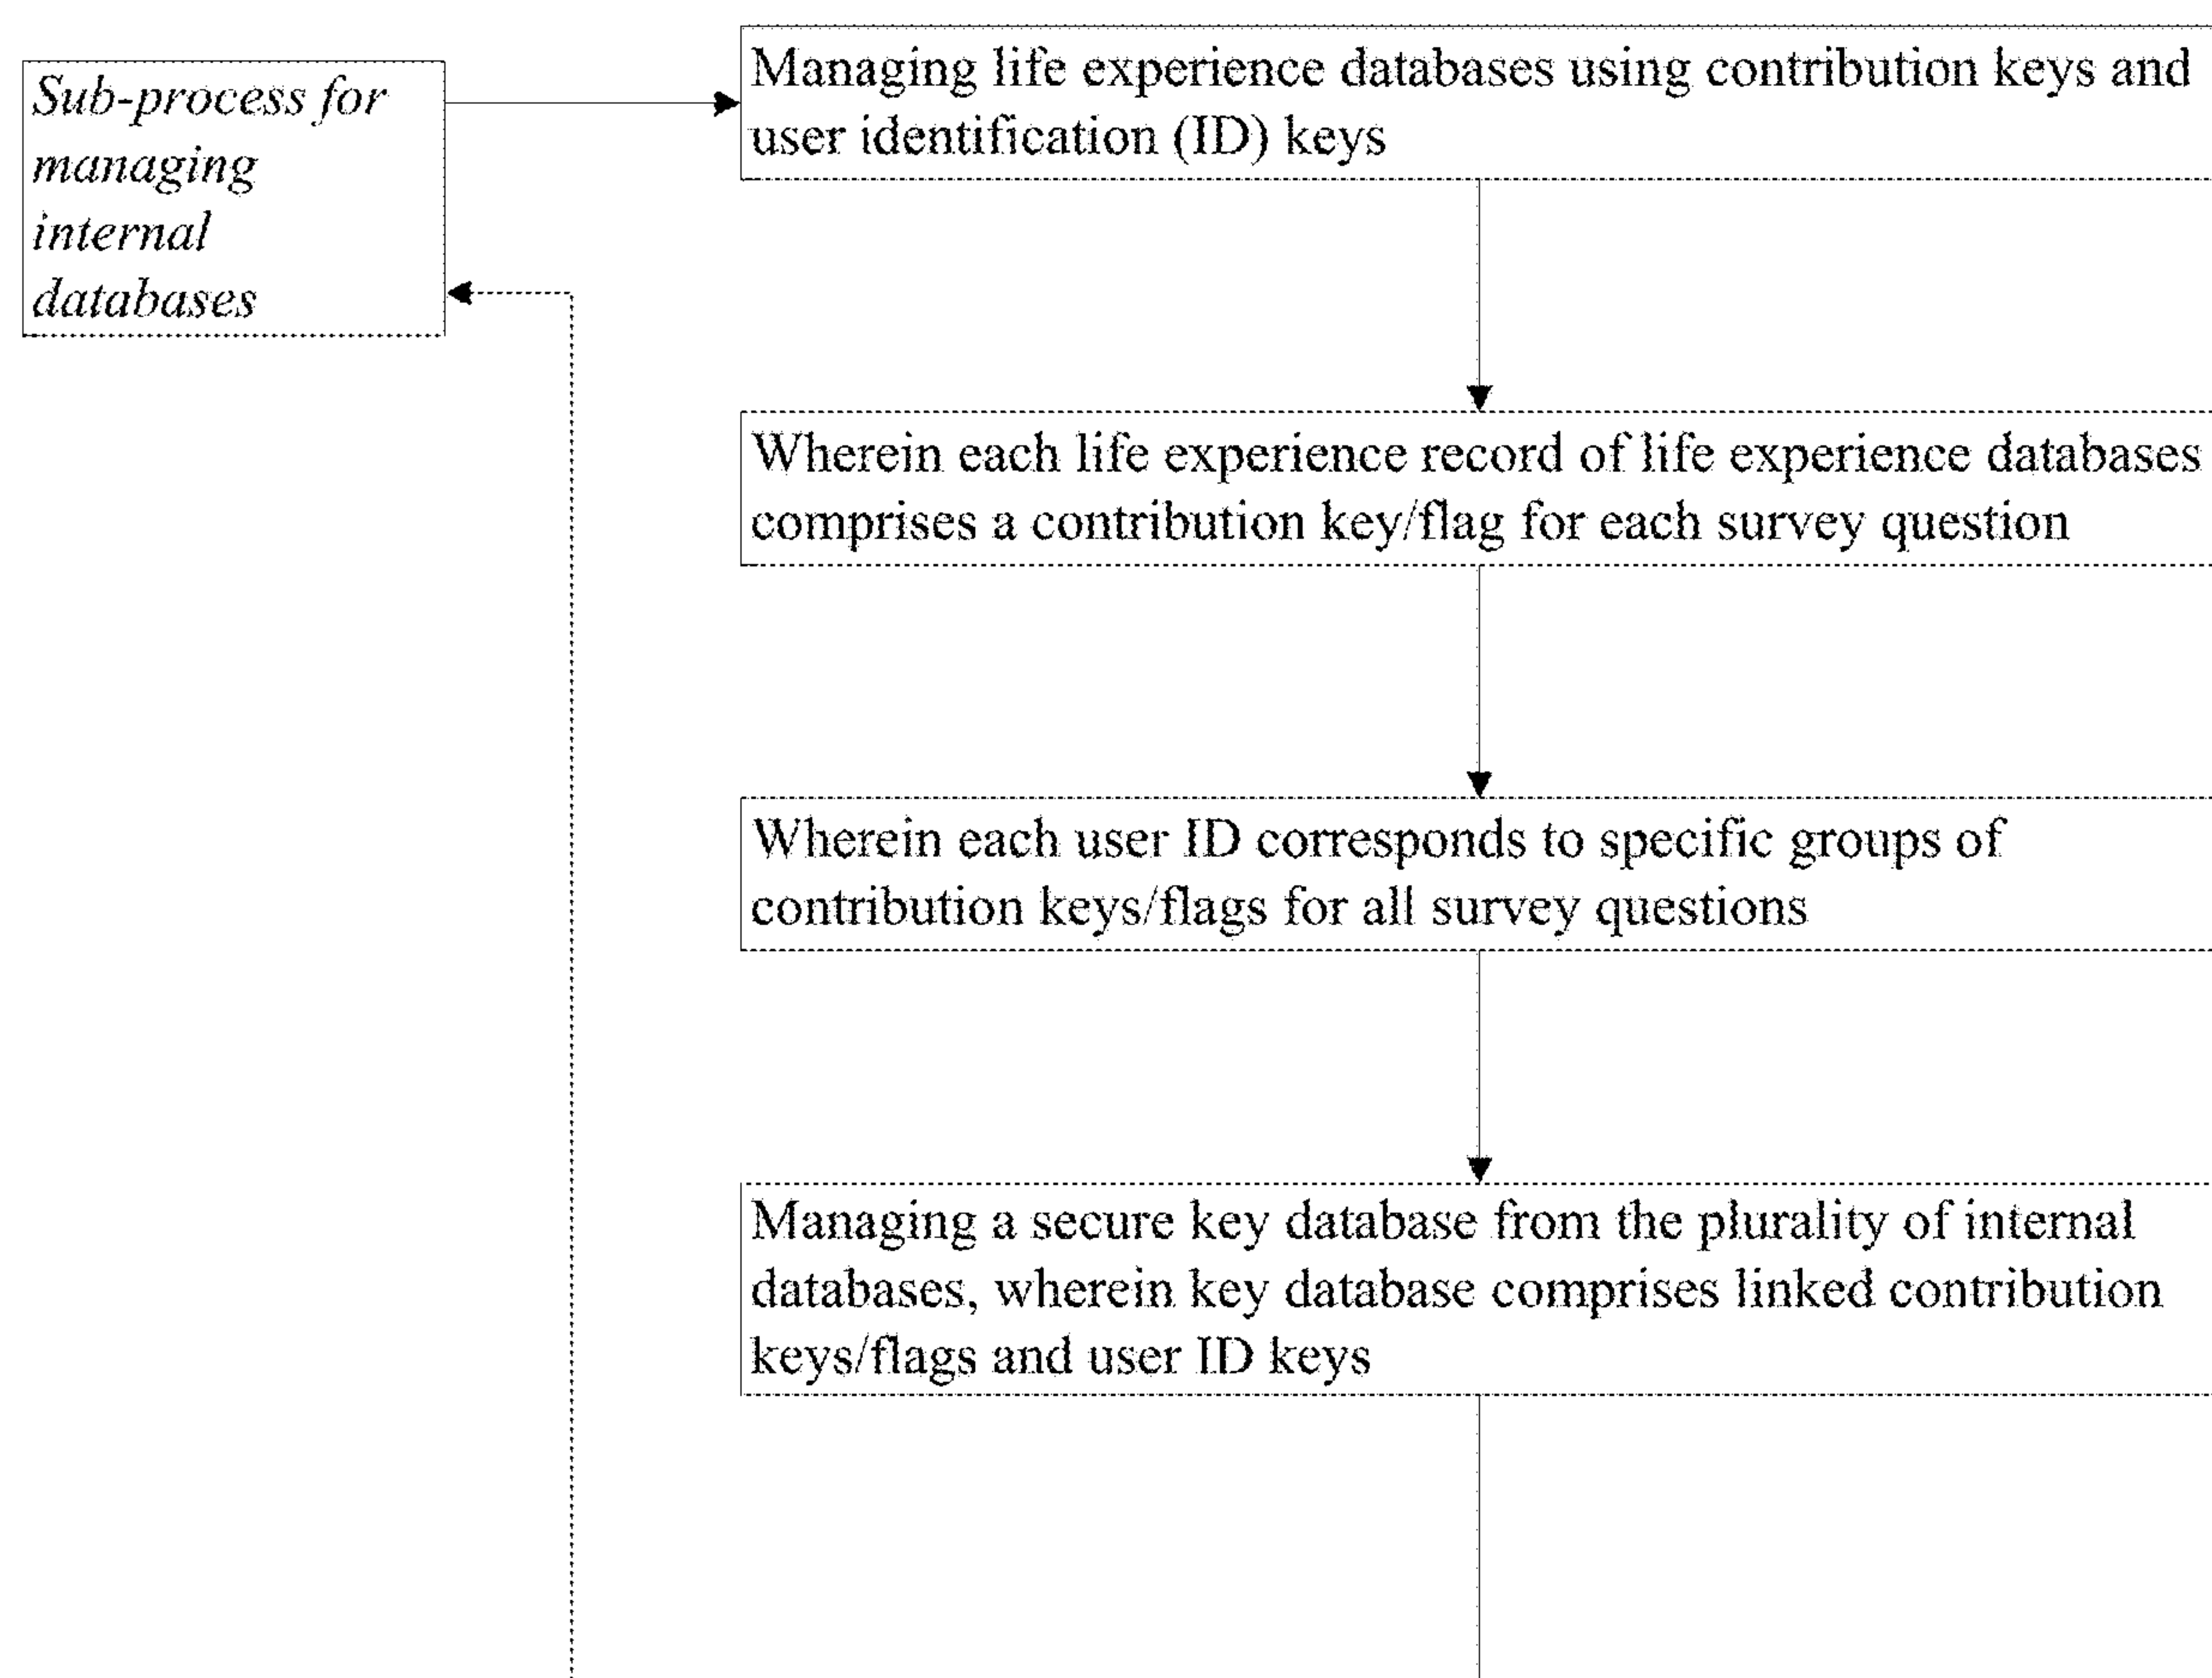 Sub-process for
managing
internal
databases
Managing life experience databases using contribution keys and
user identification (ID) keys
Wherein each life experience record of life experience databases
comprises a contribution key/flag for each survey question
Wherein each user ID corresponds to specific groups of
contribution keys/flags for all survey questions
Managing a secure key database from the plurality of internal
databases, wherein key database comprises linked contribution
keys/flags and user ID keys